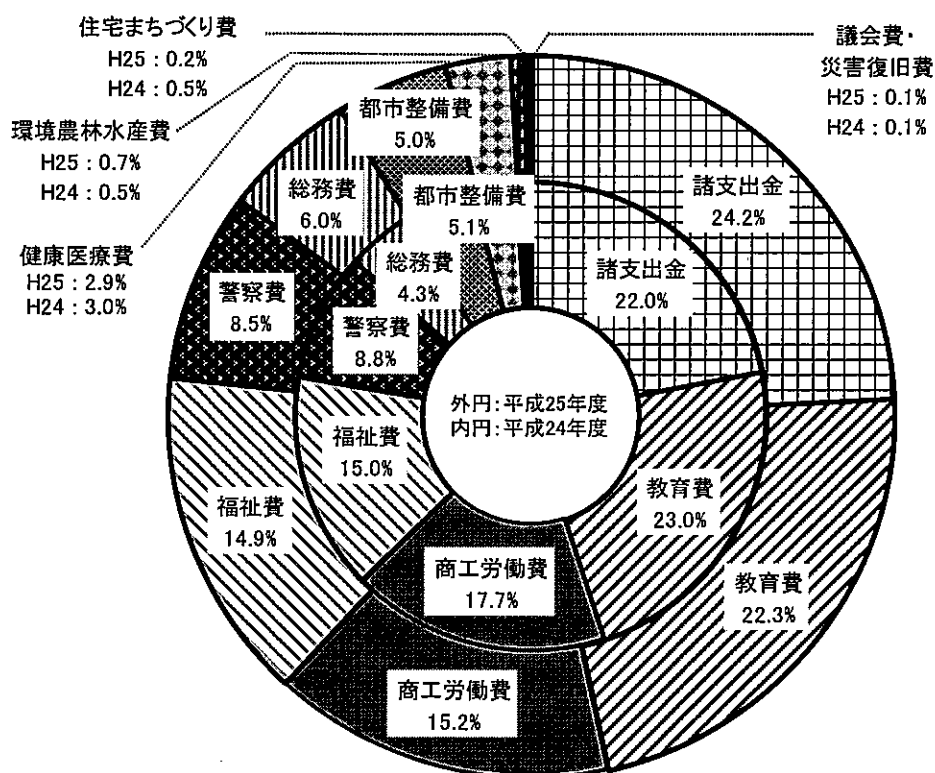 住宅まちづくり費
H25：0.2%
H24：0.5%
環境農林水産費
H25：0.7%
H24：0.5%
健康医療費
H25：2.9%
H24：3.0%
議会費・
災害復旧費
H25：0.1%
H24：0.1%
都市整備費
5.0%
総務費
6.0%
警察費
8.5%
福祉費
14.9%
商工労働費
15.2%
教育費
22.3%
諸支出金
24.2%
都市整備費
5.1%
総務費
4.3%
警察費
8.8%
福祉費
15.0%
商工労働費
17.7%
教育費
23.0%
諸支出金
22.0%
外円：平成25年度
内円：平成24年度